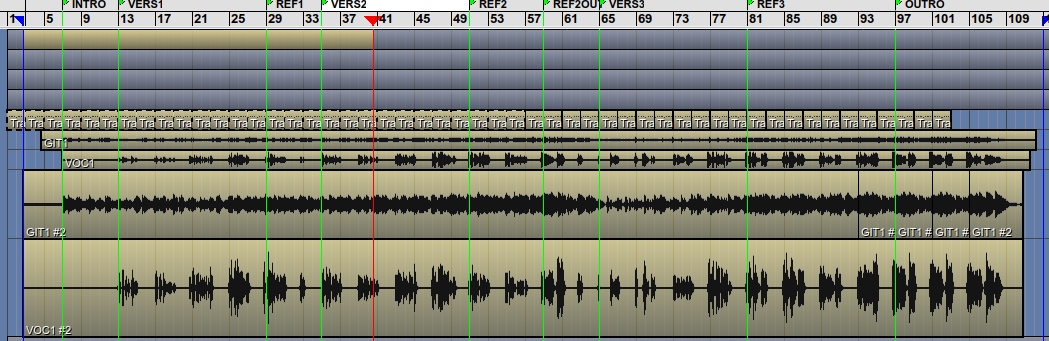 INTRO VERS1 REF1 VERS2 REF2 REF2OUT VERS3 REF3 OUTRO
1 5 9 13 17 21 25 29 33 37 41 45 49 53 57 61 65 69 73 77 81 85 89 93 97 101 105 109
Tra Tra Tra Tra Tra Tra Tra Tra Tra Tra Tra Tra Tra Tra Tra Tra Tra Tra Tra Tra Tra Tra Tra Tra Tra Tra Tra Tra Tra Tra Tra Tra Tra Tra Tra Tra Tra Tra Tra Tra Tra Tra Tra Tra Tra Tra Tra Tra Tra Tra Tra
GIT1
VOC1
GIT1 #2 GIT1 # GIT1 # GIT1 # GIT1 #2
VOC1 #2